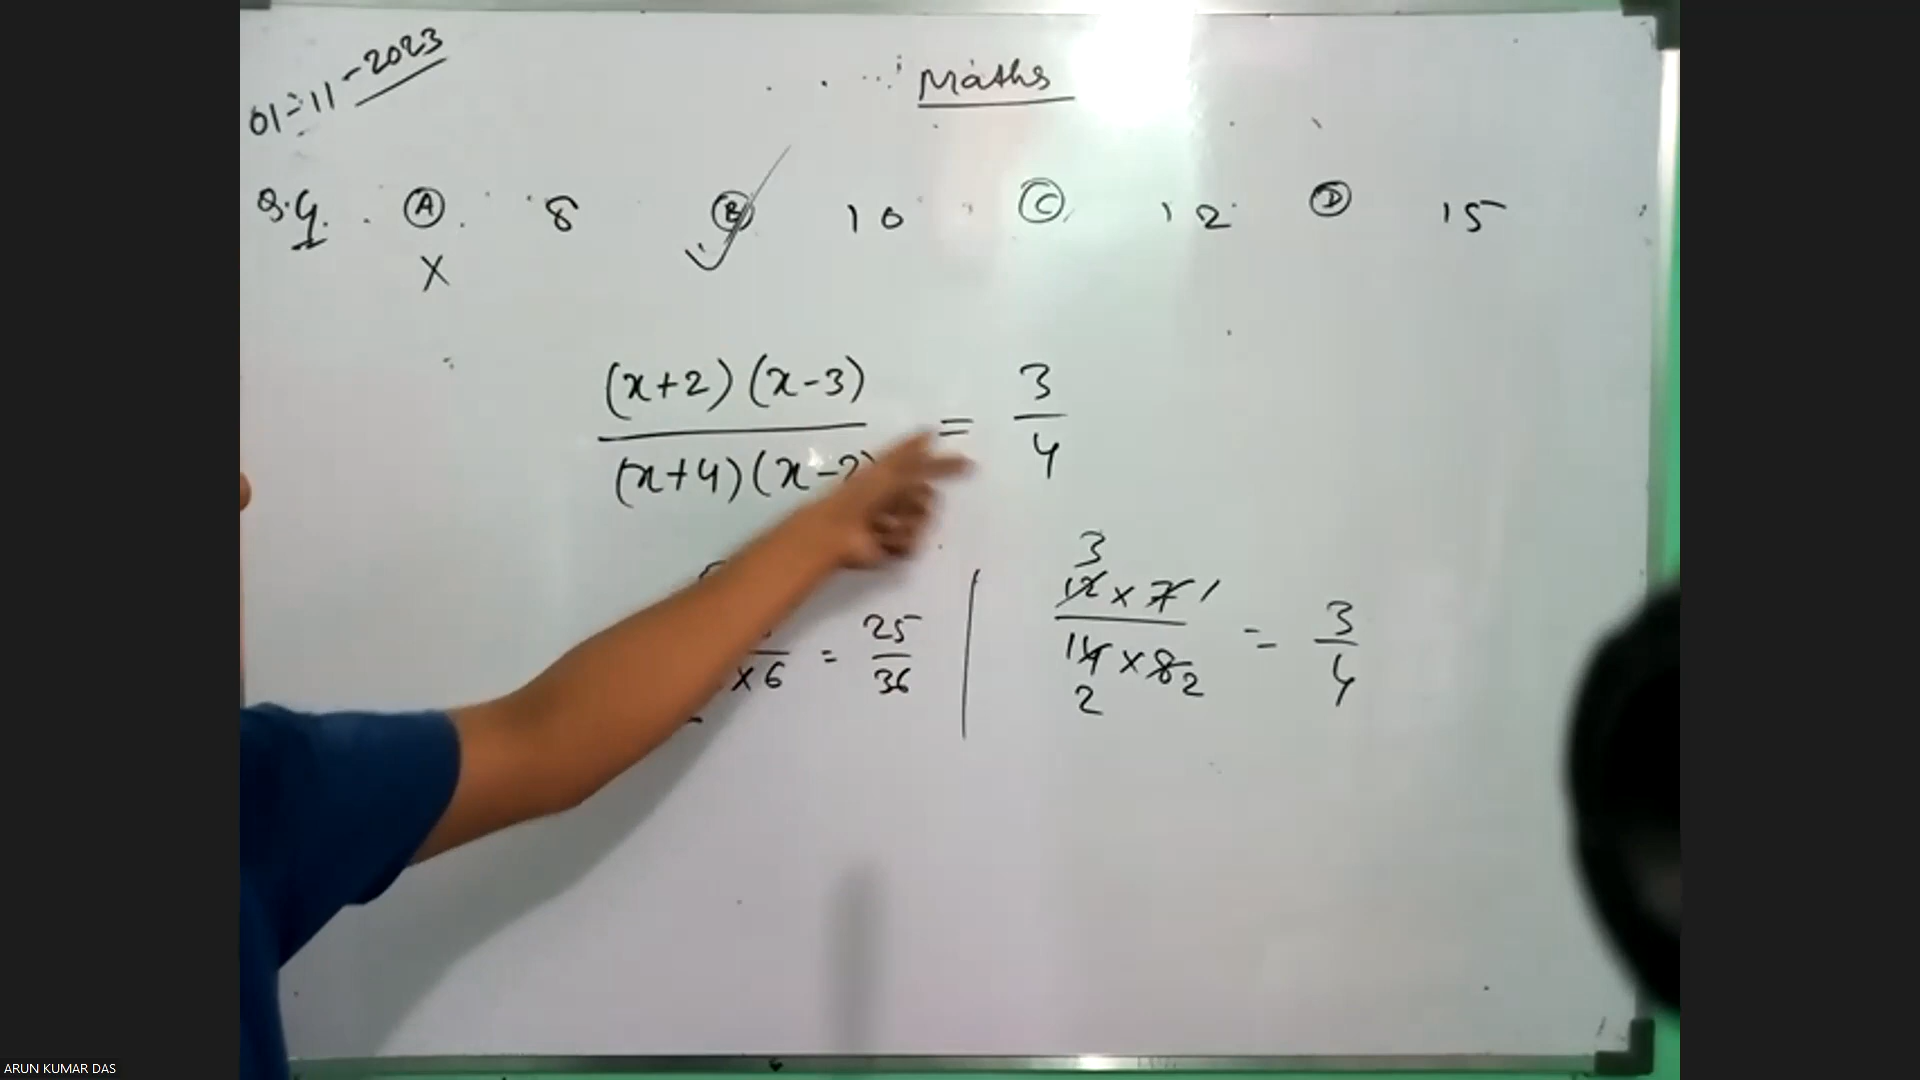 01-11-2023
Maths
Q.9. (A) 8 (B) 10 (C) 12 (D) 15
X
(x+2)(x-3) / (x+4)(x-2) = 3/4
×6 = 25/36
3
12 × 7 1 / 14 × 8 2 = 3/4
2
ARUN KUMAR DAS